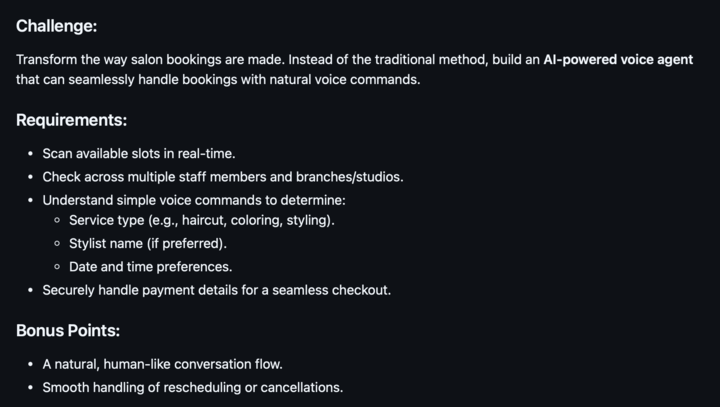 Challenge:
Transform the way salon bookings are made. Instead of the traditional method, build an AI-powered voice agent
that can seamlessly handle bookings with natural voice commands.
Requirements:
• Scan available slots in real-time.
• Check across multiple staff members and branches/studios.
• Understand simple voice commands to determine:
◦ Service type (e.g., haircut, coloring, styling).
◦ Stylist name (if preferred).
◦ Date and time preferences.
• Securely handle payment details for a seamless checkout.
Bonus Points:
• A natural, human-like conversation flow.
• Smooth handling of rescheduling or cancellations.